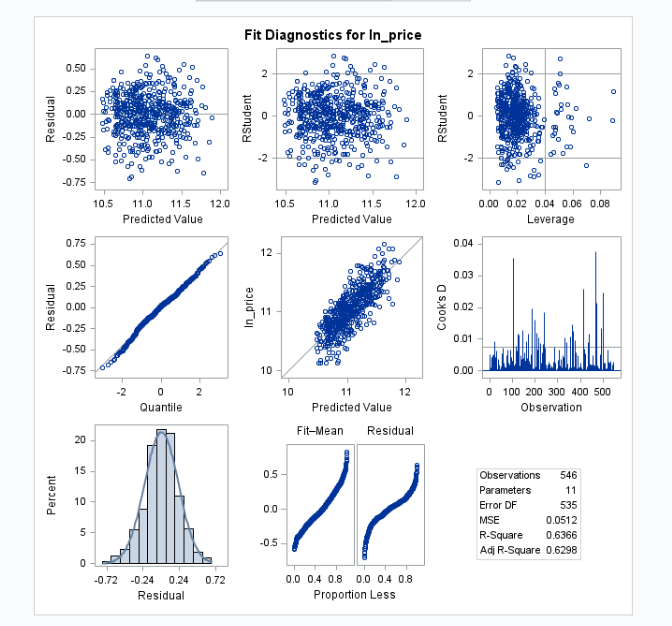 Fit Diagnostics for ln_price
Residual
0.50
0.25
0.00
-0.25
-0.50
-0.75
10.5 11.0 11.5 12.0
Predicted Value
RStudent
2
0
-2
10.5 11.0 11.5 12.0
Predicted Value
RStudent
2
0
-2
0.00 0.02 0.04 0.06 0.08
Leverage
Residual
0.75
0.50
0.25
0.00
-0.25
-0.50
-0.75
-2 0 2
Quantile
ln_price
12
11
10
10 11 12
Predicted Value
Cook's D
0.04
0.03
0.02
0.01
0.00
0 100 200 300 400 500
Observation
Percent
20
15
10
5
0
-0.72 -0.24 0.24 0.72
Residual
Fit–Mean Residual
0.5
0.0
-0.5
0.0 0.4 0.8 0.0 0.4 0.8
Proportion Less
Observations 546
Parameters 11
Error DF 535
MSE 0.0512
R-Square 0.6366
Adj R-Square 0.6298